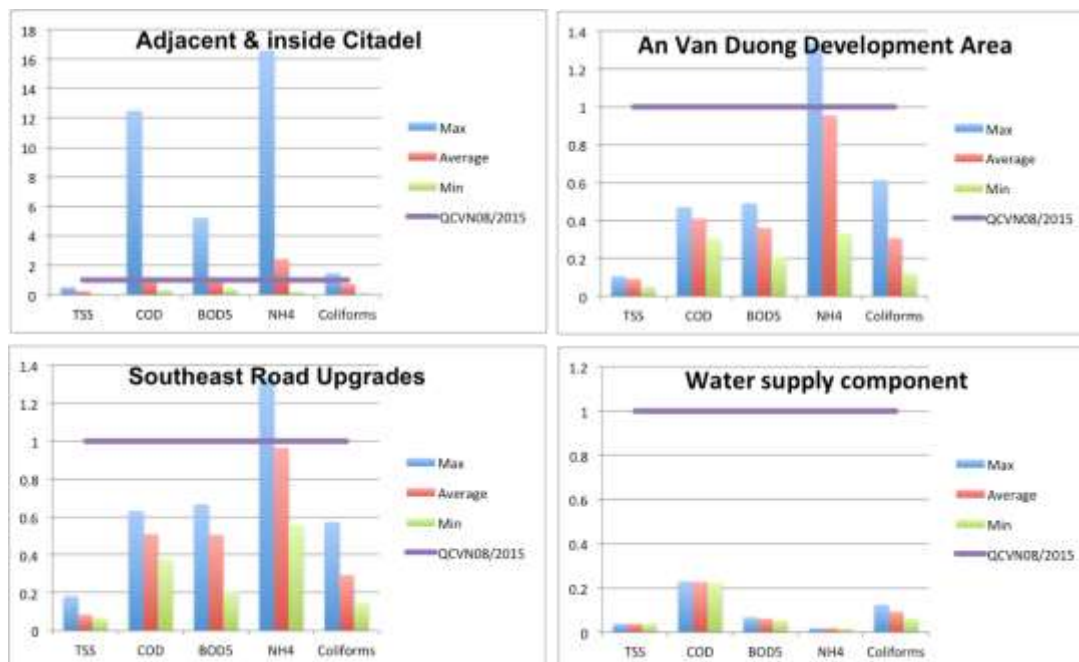 Adjacent & inside Citadel
18
16
14
12
10
8
6
4
2
0
TSS COD BOD5 NH4 Coliforms
Max
Average
Min
QCVN08/2015
An Van Duong Development Area
1.4
1.2
1
0.8
0.6
0.4
0.2
0
TSS COD BOD5 NH4 Coliforms
Max
Average
Min
QCVN08/2015
Southeast Road Upgrades
1.4
1.2
1
0.8
0.6
0.4
0.2
0
TSS COD BOD5 NH4 Coliforms
Max
Average
Min
QCVN08/2015
Water supply component
1.2
1
0.8
0.6
0.4
0.2
0
TSS COD BOD5 NH4 Coliforms
Max
Average
Min
QCVN08/2015